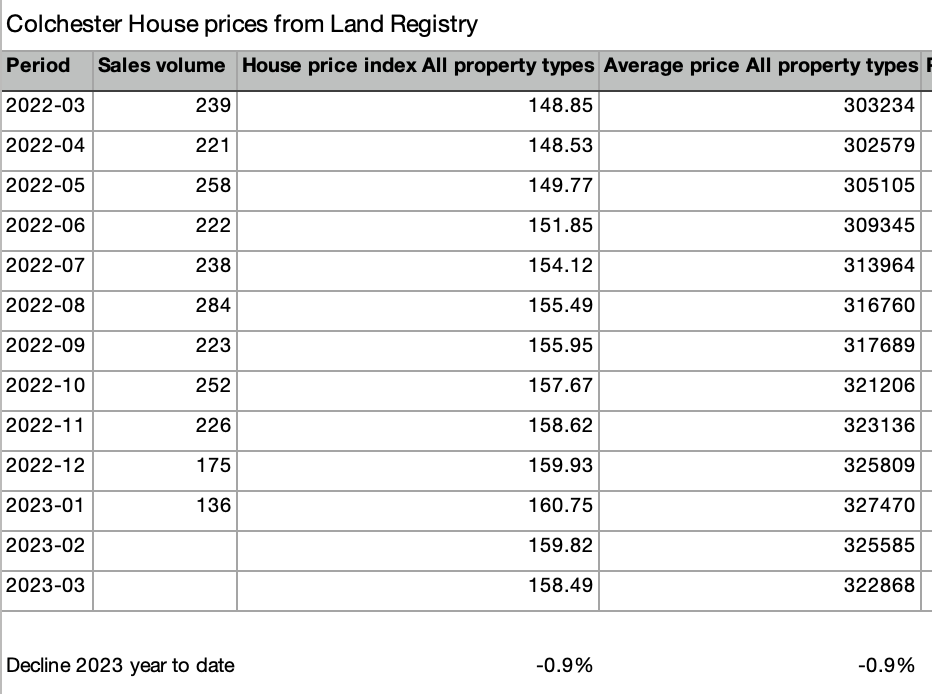 Colchester House prices from Land Registry
Period Sales volume House price index All property types Average price All property types
2022-03 239 148.85 303234
2022-04 221 148.53 302579
2022-05 258 149.77 305105
2022-06 222 151.85 309345
2022-07 238 154.12 313964
2022-08 284 155.49 316760
2022-09 223 155.95 317689
2022-10 252 157.67 321206
2022-11 226 158.62 323136
2022-12 175 159.93 325809
2023-01 136 160.75 327470
2023-02 159.82 325585
2023-03 158.49 322868
Decline 2023 year to date -0.9% -0.9%